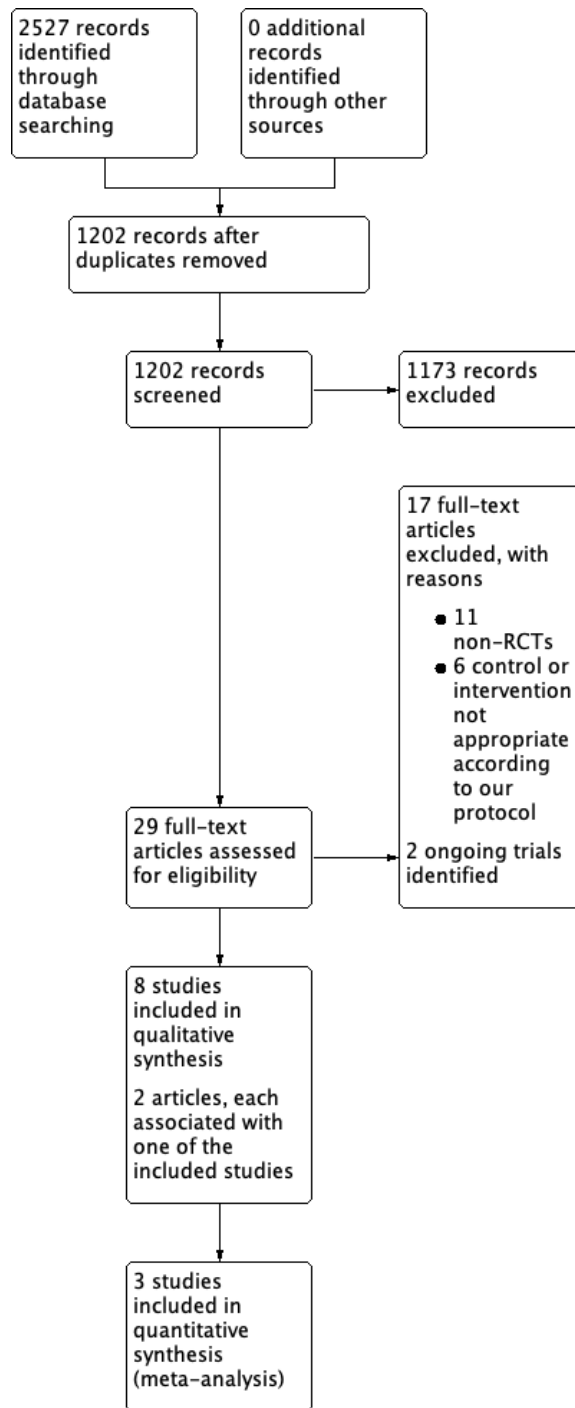 2527 records
identified
through
database
searching
0 additional
records
identified
through other
sources
1202 records after
duplicates removed
1202 records
screened
1173 records
excluded
17 full-text
articles
excluded, with
reasons
● 11
non-RCTs
● 6 control or
intervention
not
appropriate
according
to our
protocol
2 ongoing trials
identified
29 full-text
articles assessed
for eligibility
8 studies
included in
qualitative
synthesis
2 articles, each
associated with
one of the
included studies
3 studies
included in
quantitative
synthesis
(meta-analysis)